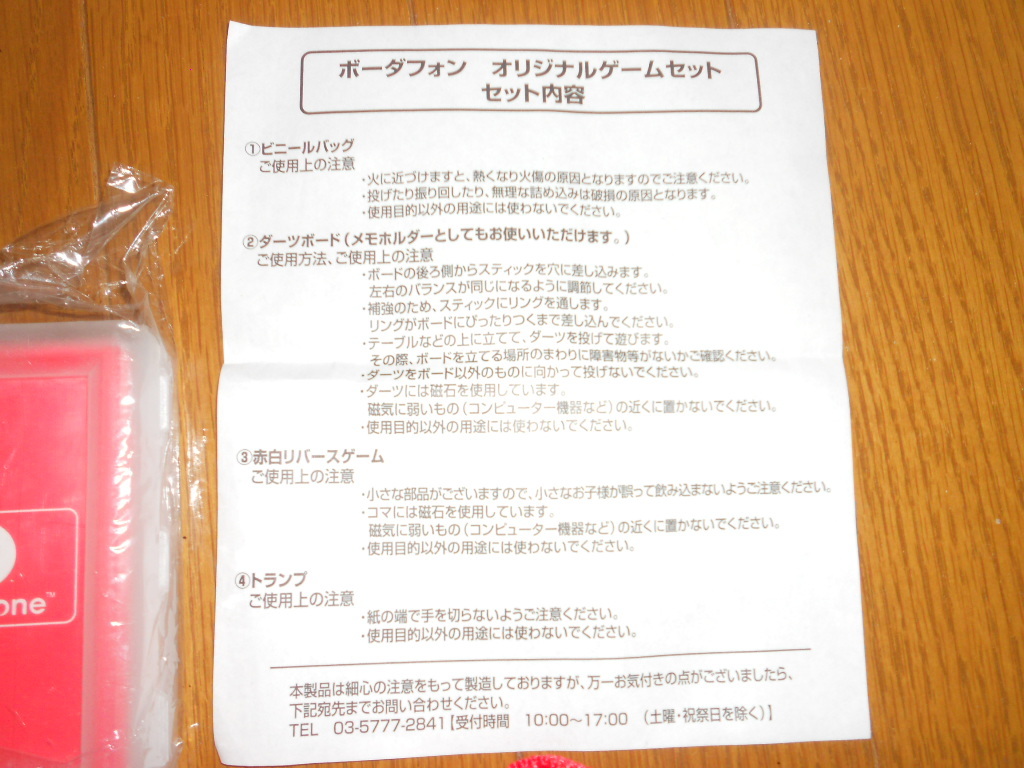 ボーダフォン　オリジナルゲームセット
セット内容
①ビニールバッグ
ご使用上の注意
・火に近づけますと、熱くなり火傷の原因となりますのでご注意ください。
・投げたり振り回したり、無理な詰め込みは破損の原因となります。
・使用目的以外の用途には使わないでください。
②ダーツボード(メモホルダーとしてもお使いいただけます。)
ご使用方法、ご使用上の注意
・ボードの後ろ側からスティックを穴に差し込みます。
左右のバランスが同じになるように調節してください。
・補強のため、スティックにリングを通します。
リングがボードにぴったりつくまで差し込んでください。
・テーブルなどの上に立てて、ダーツを投げて遊びます。
その際、ボードを立てる場所のまわりに障害物等がないかご確認ください。
・ダーツをボード以外のものに向かって投げないでください。
・ダーツには磁石を使用しています。
磁気に弱いもの(コンピューター機器など)の近くに置かないでください。
・使用目的以外の用途には使わないでください。
③赤白リバースゲーム
ご使用上の注意
・小さな部品がございますので、小さなお子様が誤って飲み込まないようご注意ください。
・コマには磁石を使用しています。
磁気に弱いもの(コンピューター機器など)の近くに置かないでください。
・使用目的以外の用途には使わないでください。
④トランプ
ご使用上の注意
・紙の端で手を切らないようご注意ください。
・使用目的以外の用途には使わないでください。
本製品は細心の注意をもって製造しておりますが、万一お気付きの点がございましたら、
下記宛先までお問い合わせください。
TEL　03-5777-2841【受付時間　10:00～17:00　(土曜・祝祭日を除く)】
one™